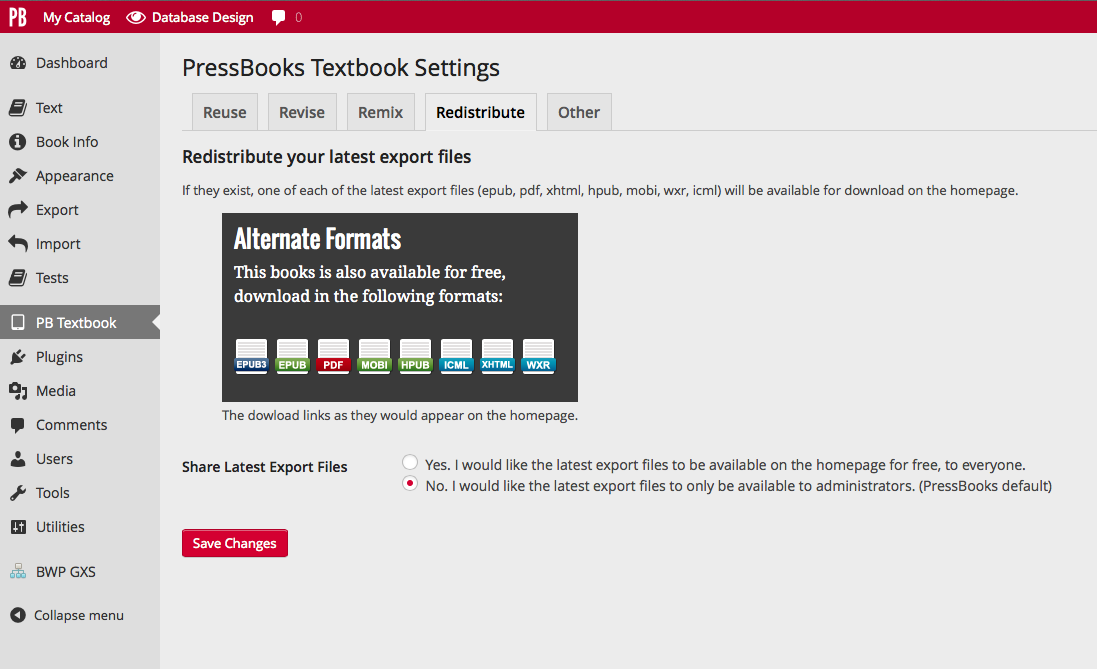 PB My Catalog Database Design 0
Dashboard
Text
Book Info
Appearance
Export
Import
Tests
PB Textbook
Plugins
Media
Comments
Users
Tools
Utilities
BWP GXS
Collapse menu
PressBooks Textbook Settings
Reuse Revise Remix Redistribute Other
Redistribute your latest export files
If they exist, one of each of the latest export files (epub, pdf, xhtml, hpub, mobi, wxr, icml) will be available for download on the homepage.
Alternate Formats
This books is also available for free,
download in the following formats:
EPUB3 EPUB PDF MOBI HPUB ICML XHTML WXR
The dowload links as they would appear on the homepage.
Share Latest Export Files
Yes. I would like the latest export files to be available on the homepage for free, to everyone.
No. I would like the latest export files to only be available to administrators. (PressBooks default)
Save Changes